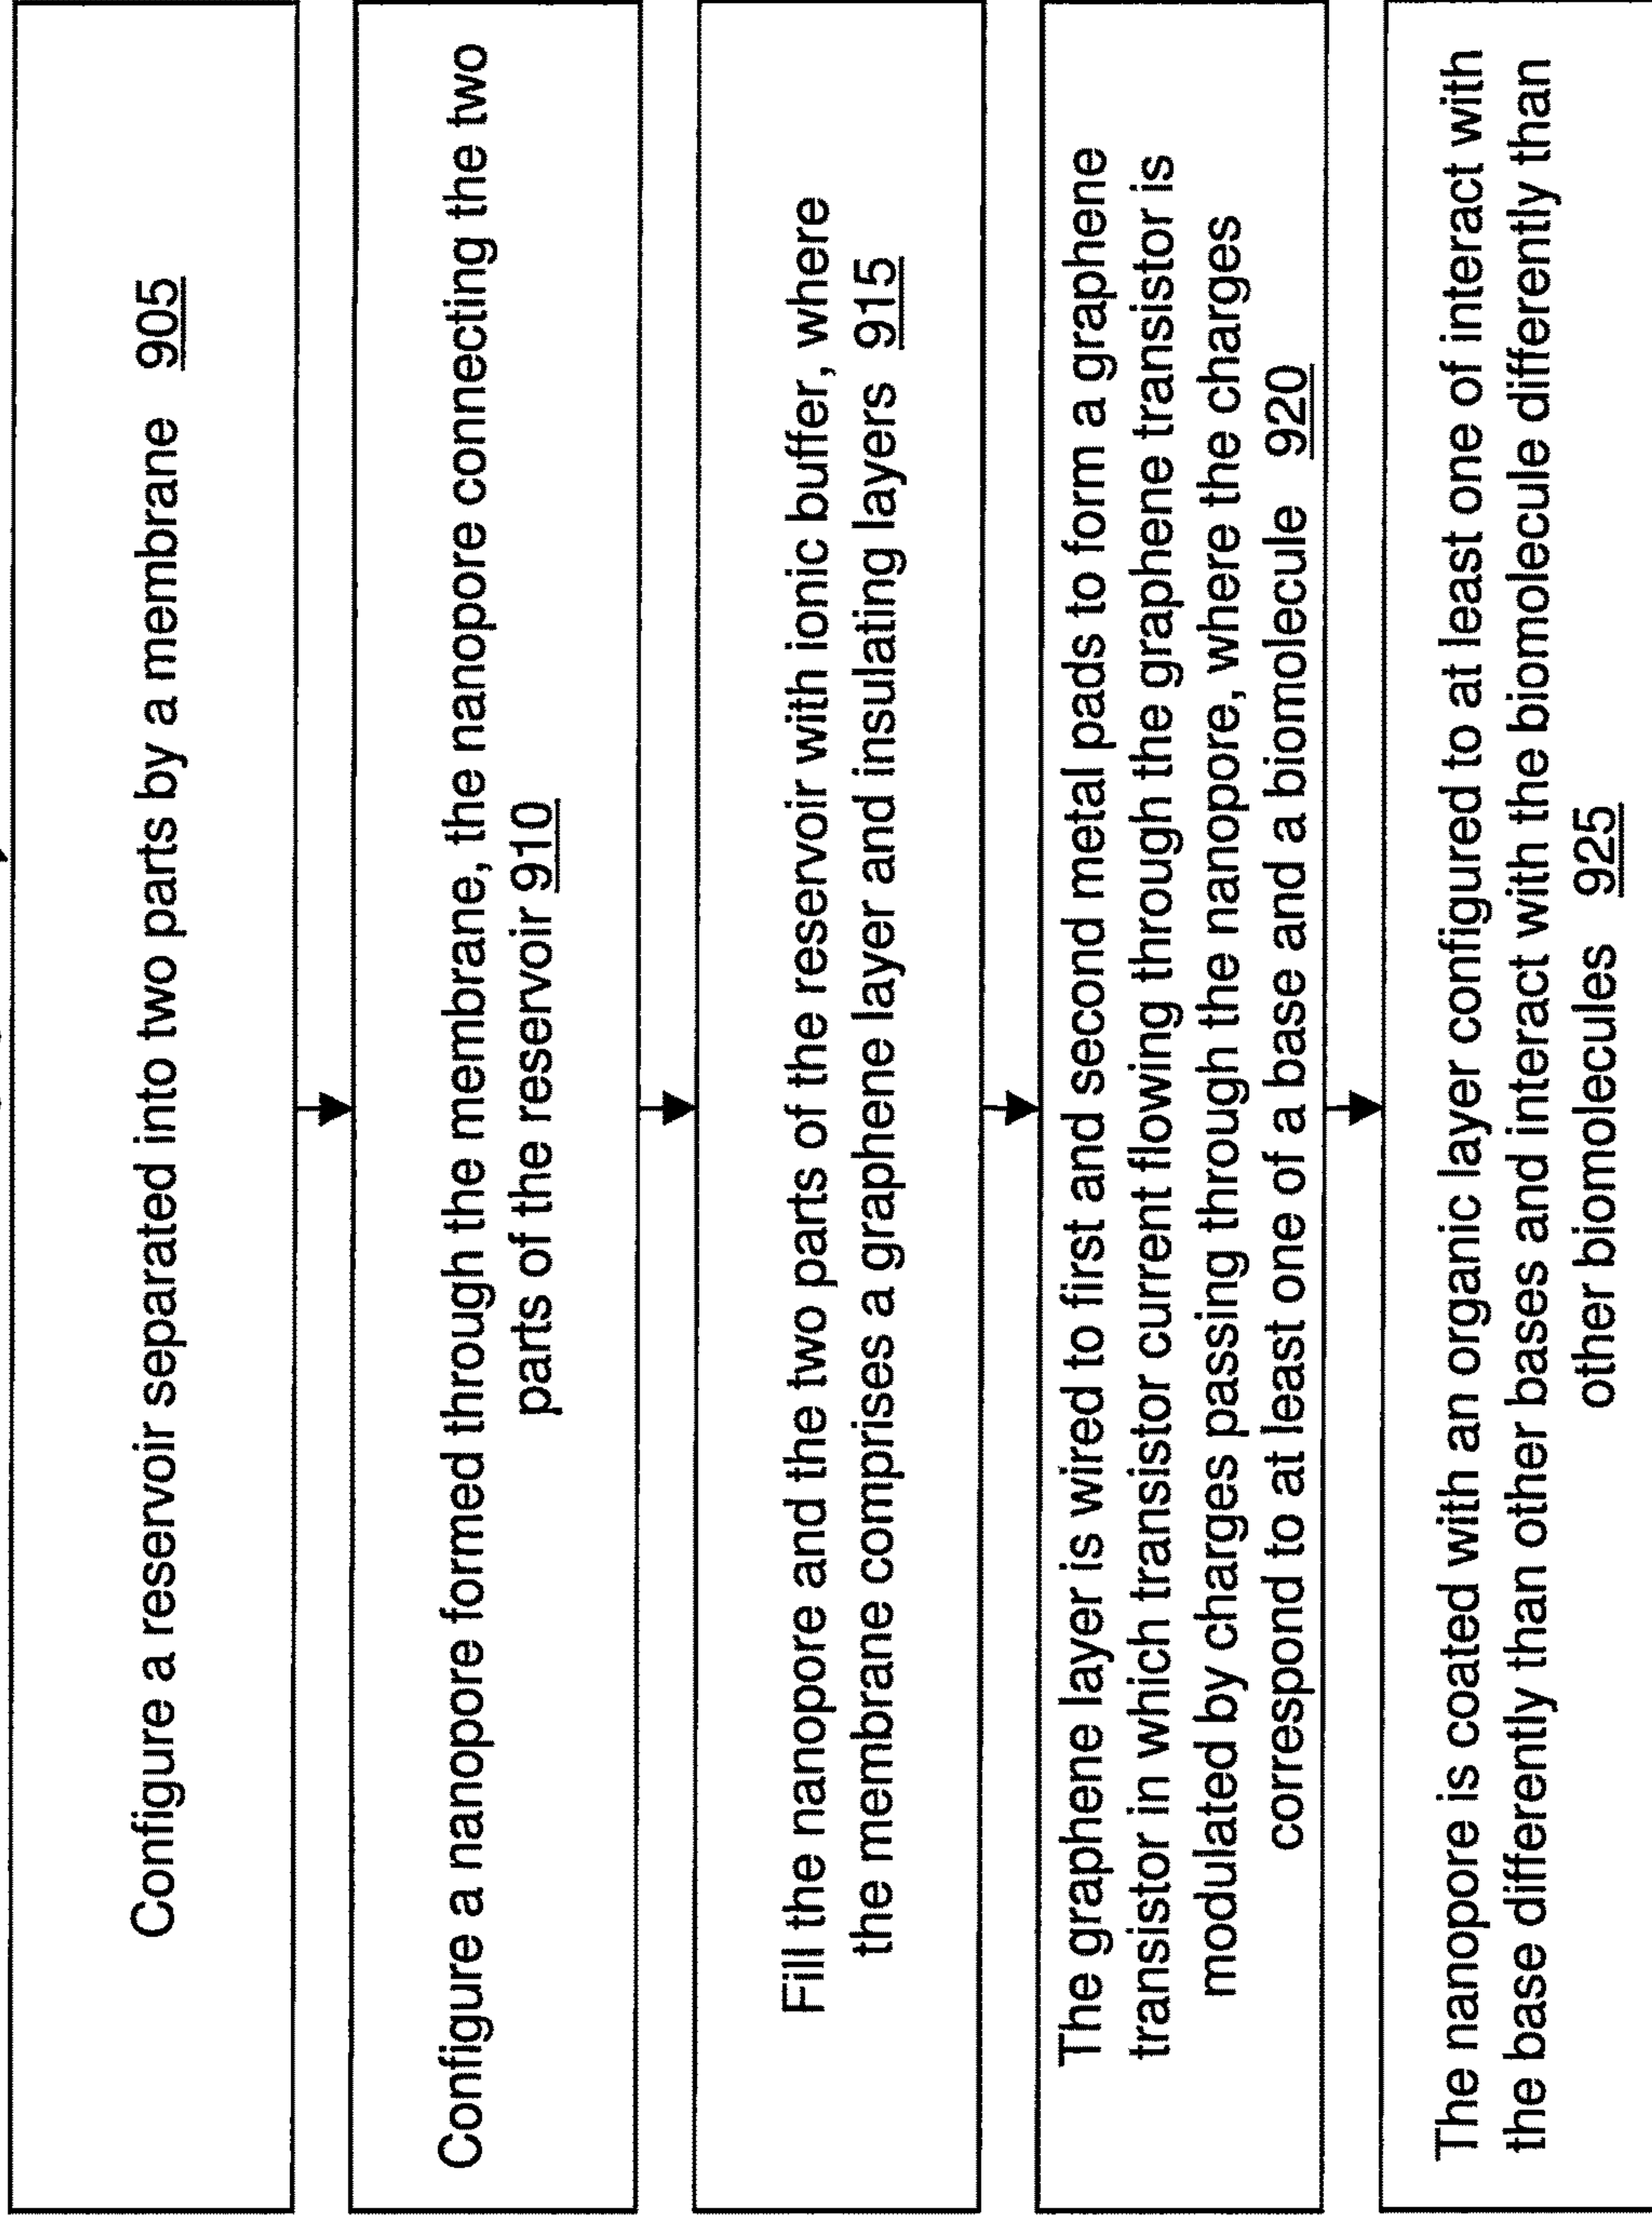 Configure a reservoir separated into two parts by a membrane 905
Configure a nanopore formed through the membrane, the nanopore connecting the two
parts of the reservoir 910
Fill the nanopore and the two parts of the reservoir with ionic buffer, where
the membrane comprises a graphene layer and insulating layers 915
The graphene layer is wired to first and second metal pads to form a graphene
transistor in which transistor current flowing through the graphene transistor is
modulated by charges passing through the nanopore, where the charges
correspond to at least one of a base and a biomolecule 920
The nanopore is coated with an organic layer configured to at least one of interact with
the base differently than other bases and interact with the biomolecule differently than
other biomolecules 925